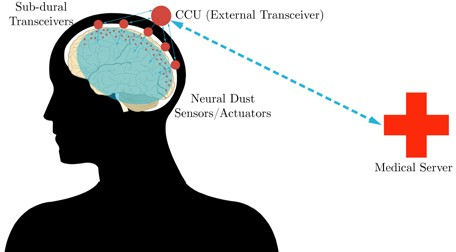 Sub-dural
Transceivers
CCU (External Transceiver)
Neural Dust
Sensors/Actuators
Medical Server